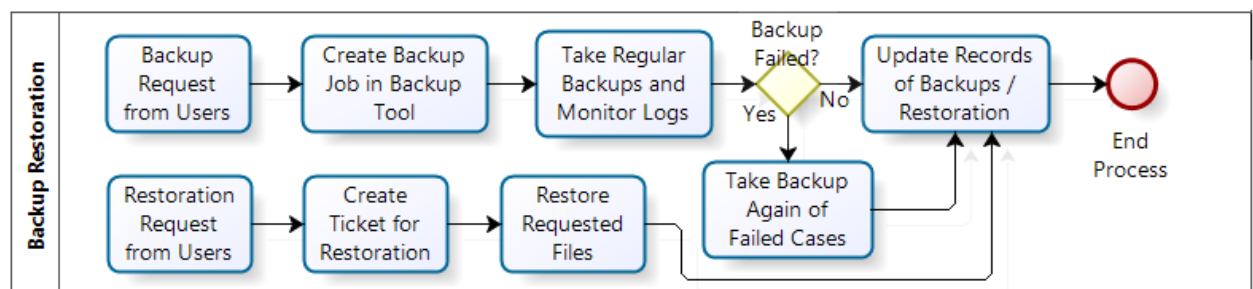 Backup Restoration
Backup
Request
from Users
Create Backup
Job in Backup
Tool
Take Regular
Backups and
Monitor Logs
Backup
Failed?
No
Yes
Update Records
of Backups /
Restoration
End
Process
Take Backup
Again of
Failed Cases
Restoration
Request
from Users
Create
Ticket for
Restoration
Restore
Requested
Files